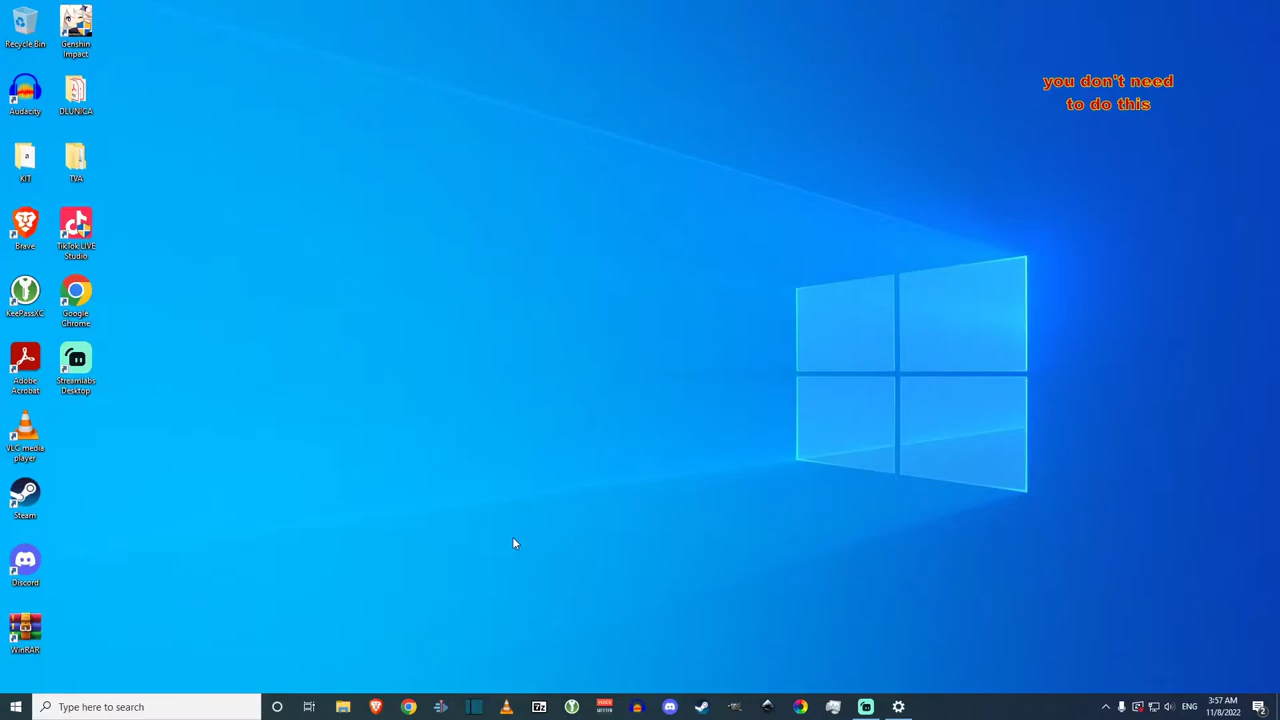 you don't need
to do this
Recycle Bin
Genshin
Impact
Audacity
DLUNICA
KIT
TVA
Brave
TikTok LIVE
Studio
KeePassXC
Google
Chrome
Adobe
Acrobat
Streamlabs
Desktop
VLC media
player
Steam
Discord
WinRAR
Type here to search
ENG
3:57 AM
11/8/2022
2